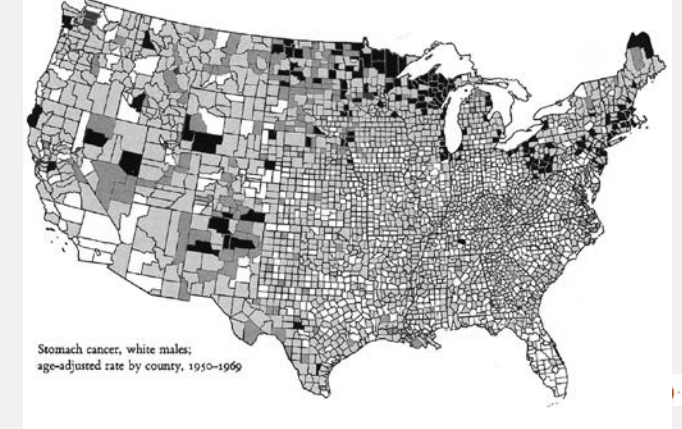 Stomach cancer, white males;
age-adjusted rate by county, 1950–1969